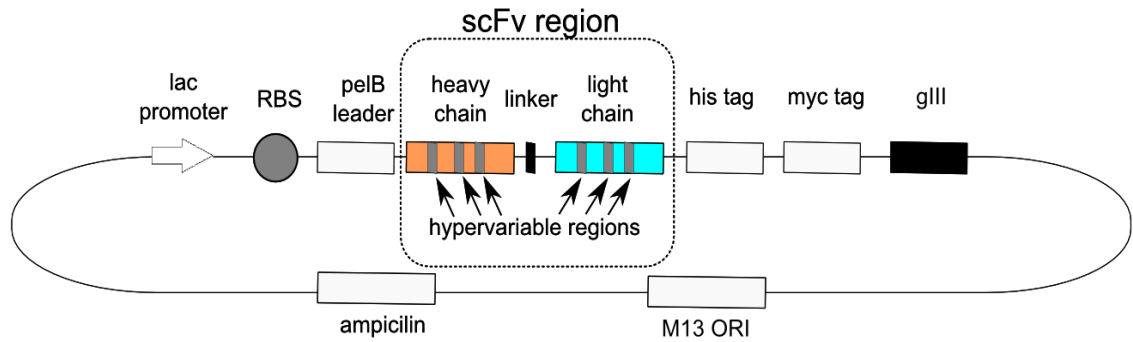 scFv region
lac
promoter
RBS
pelB
leader
heavy
chain
linker
light
chain
his tag
myc tag
gIII
hypervariable regions
ampicilin
M13 ORI